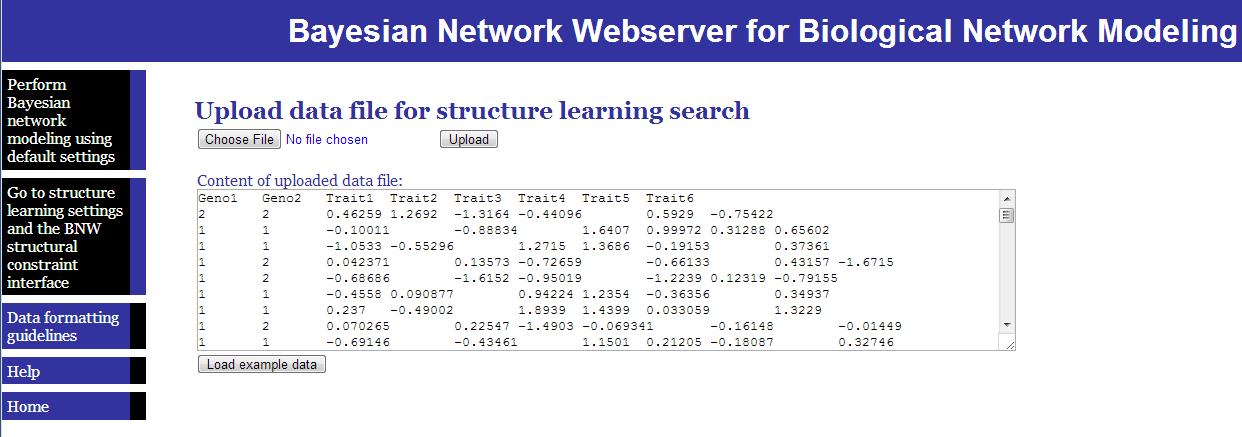 Bayesian Network Webserver for Biological Network Modeling
Perform
Bayesian
network
modeling using
default settings
Go to structure
learning settings
and the BNW
structural
constraint
interface
Data formatting
guidelines
Help
Home
Upload data file for structure learning search
Choose File No file chosen Upload
Content of uploaded data file:
Geno1 Geno2 Trait1 Trait2 Trait3 Trait4 Trait5 Trait6
2 2 0.46259 1.2692 -1.3164 -0.44096 0.5929 -0.75422
1 1 -0.10011 -0.88834 1.6407 0.99972 0.31288 0.65602
1 1 -1.0533 -0.55296 1.2715 1.3686 -0.19153 0.37361
1 2 0.042371 0.13573 -0.72659 -0.66133 0.43157 -1.6715
1 2 -0.68686 -1.6152 -0.95019 -1.2239 0.12319 -0.79155
1 1 -0.4558 0.090877 0.94224 1.2354 -0.36356 0.34937
1 1 0.237 -0.49002 1.8939 1.4399 0.033059 1.3229
1 2 0.070265 0.22547 -1.4903 -0.069341 -0.16148 -0.01449
1 1 -0.69146 -0.43461 1.1501 0.21205 -0.18087 0.32746
Load example data